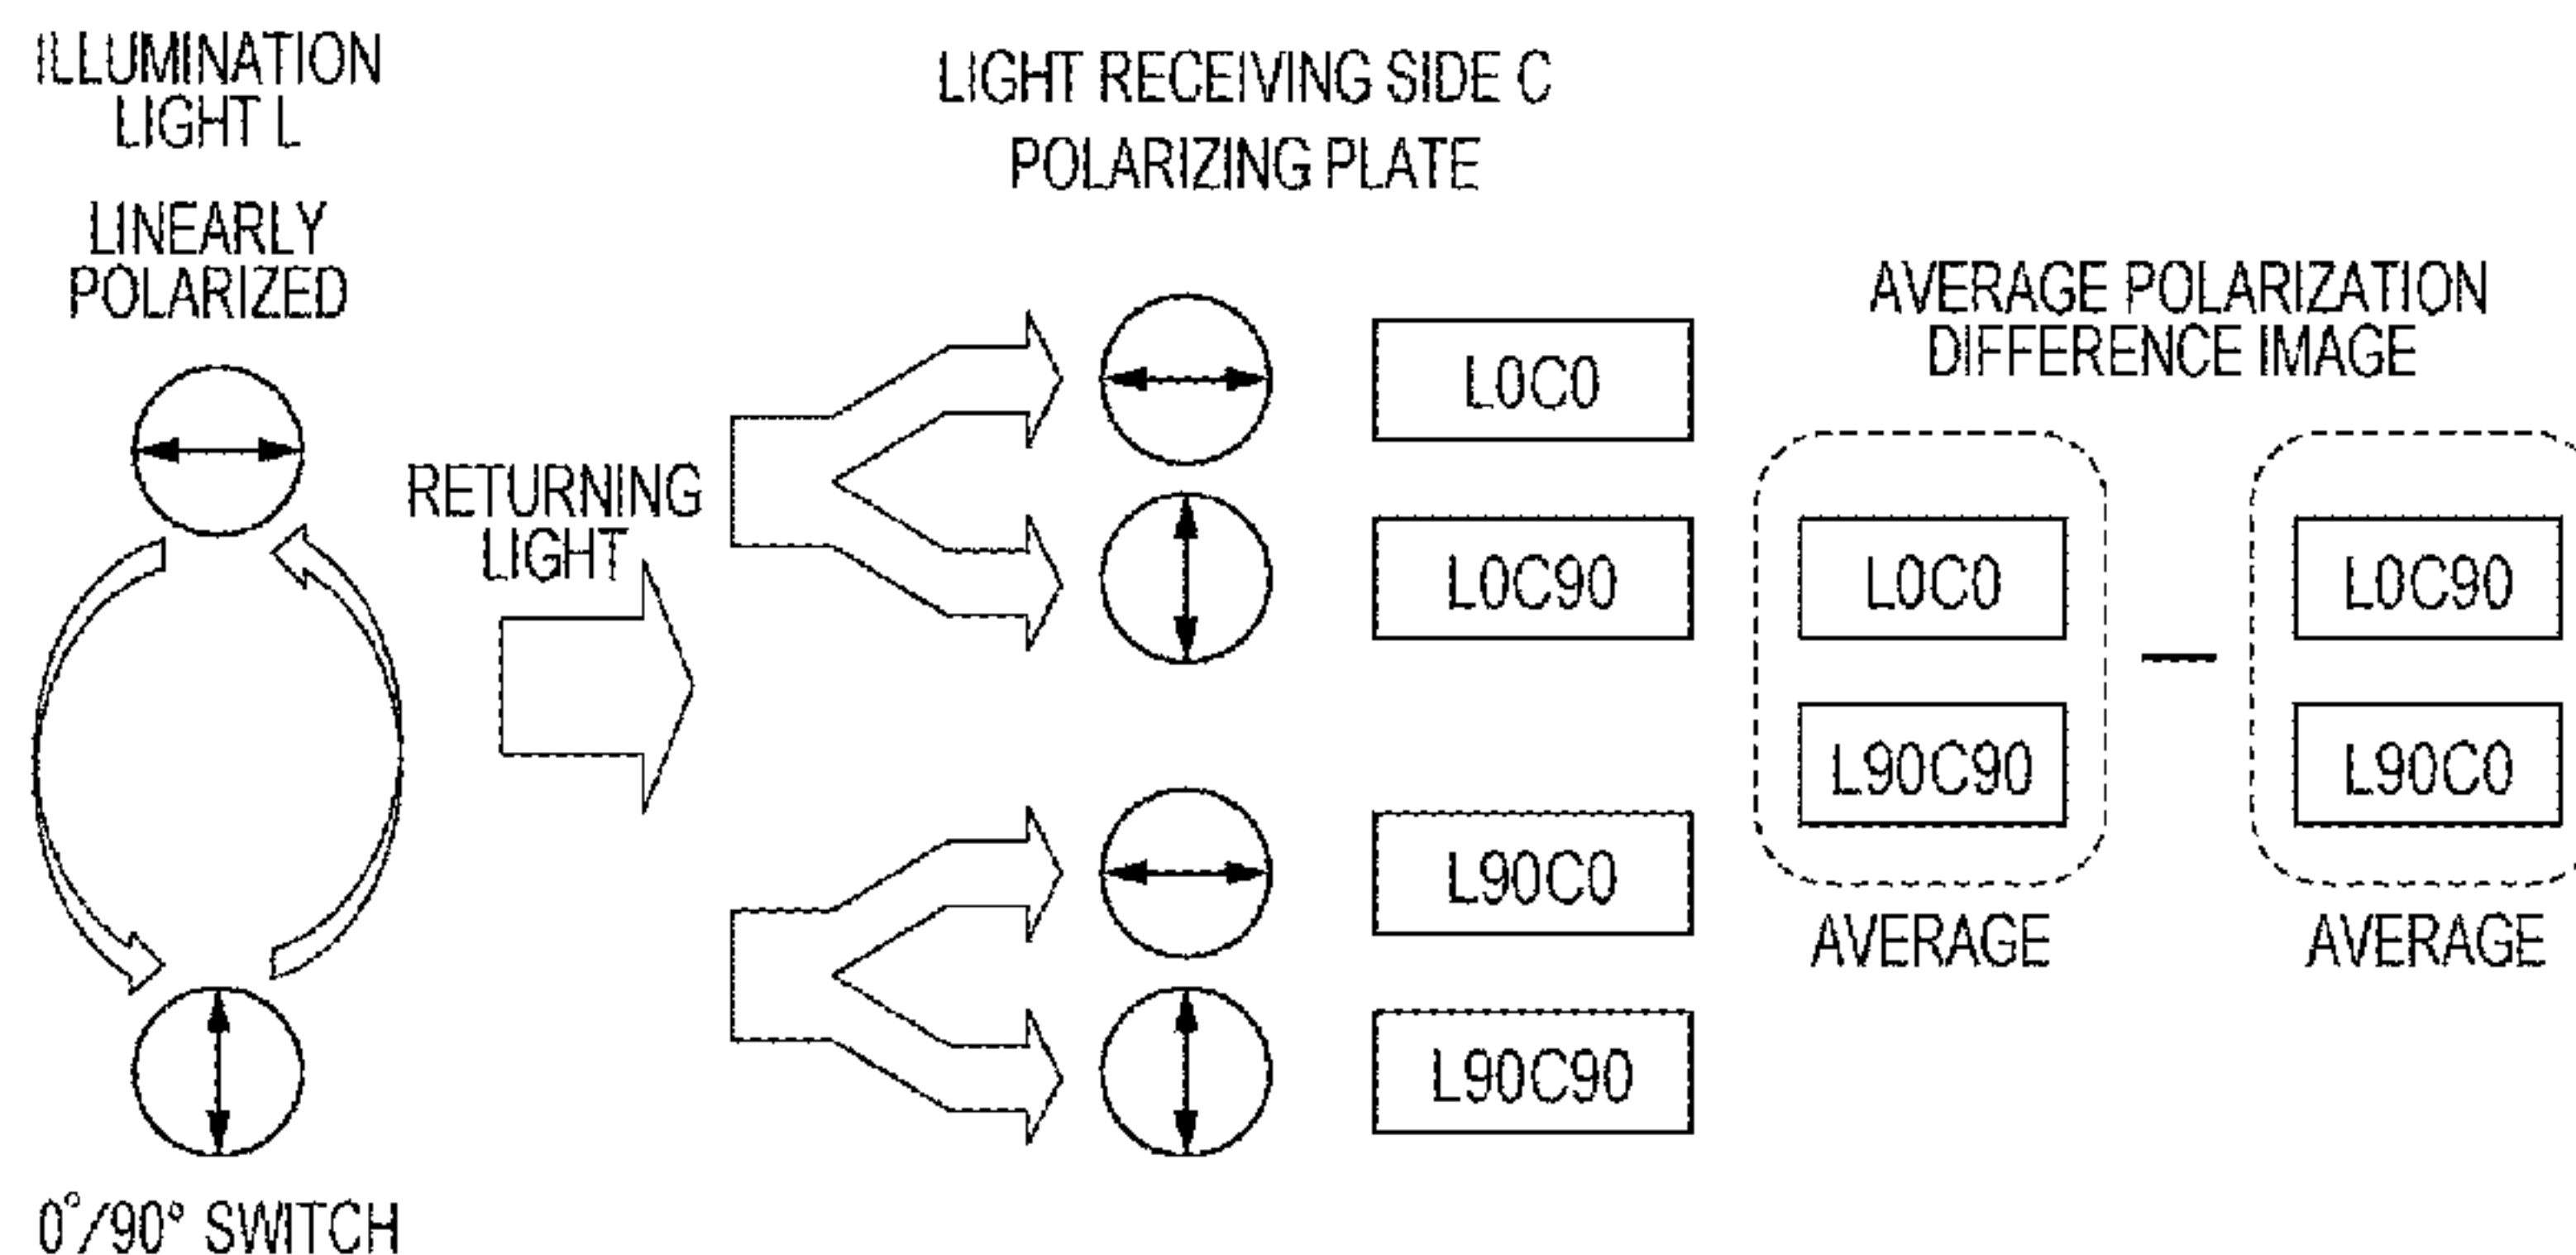 ILLUMINATION
LIGHT L
LINEARLY
POLARIZED
0°/90° SWITCH
RETURNING
LIGHT
LIGHT RECEIVING SIDE C
POLARIZING PLATE
L0C0
L0C90
L90C0
L90C90
AVERAGE POLARIZATION
DIFFERENCE IMAGE
L0C0
L90C90
AVERAGE
—
L0C90
L90C0
AVERAGE